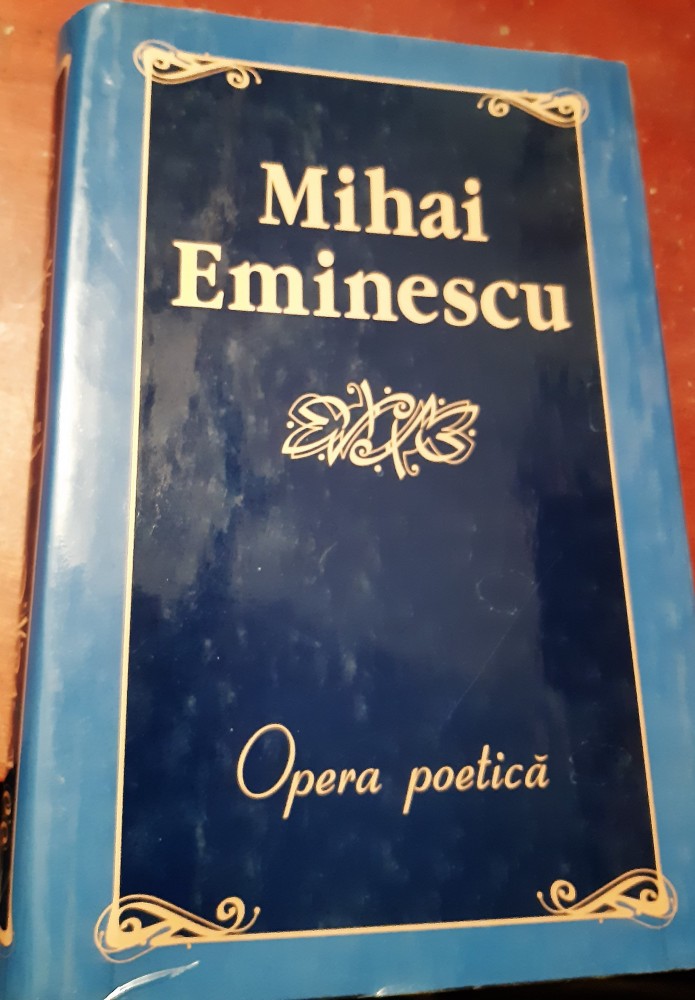 Mihai
Eminescu
Opera poetică